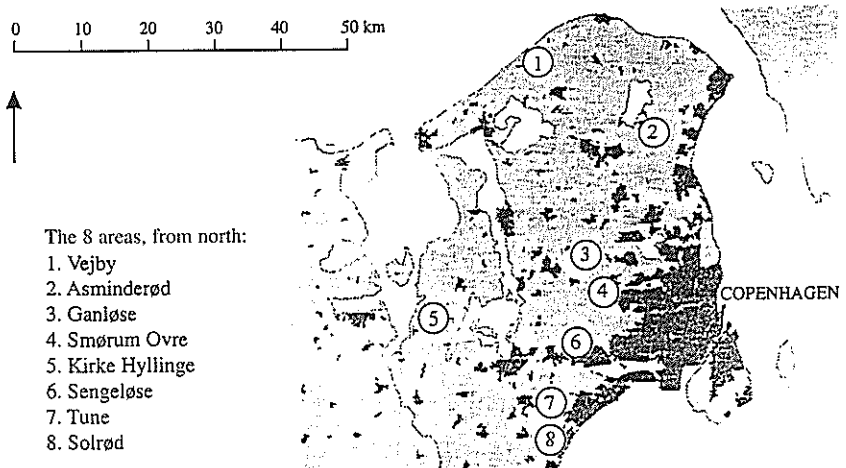 0 10 20 30 40 50 km
1
2
3
4
5
6
7
8
COPENHAGEN
The 8 areas, from north:
1. Vejby
2. Asminderød
3. Ganløse
4. Smørum Ovre
5. Kirke Hyllinge
6. Sengeløse
7. Tune
8. Solrød